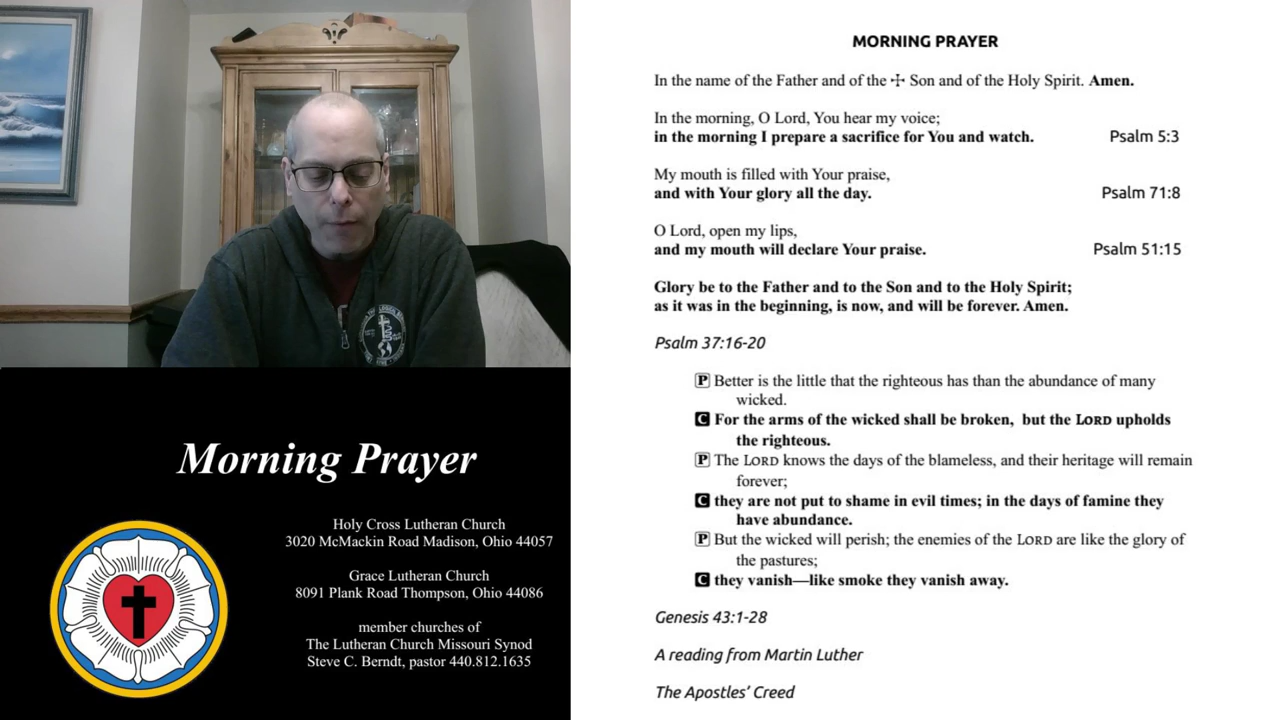 Morning Prayer
Holy Cross Lutheran Church
3020 McMackin Road Madison, Ohio 44057
Grace Lutheran Church
8091 Plank Road Thompson, Ohio 44086
member churches of
The Lutheran Church Missouri Synod
Steve C. Berndt, pastor 440.812.1635
MORNING PRAYER
In the name of the Father and of the ☩ Son and of the Holy Spirit. Amen.
In the morning, O Lord, You hear my voice;
in the morning I prepare a sacrifice for You and watch. Psalm 5:3
My mouth is filled with Your praise,
and with Your glory all the day. Psalm 71:8
O Lord, open my lips,
and my mouth will declare Your praise. Psalm 51:15
Glory be to the Father and to the Son and to the Holy Spirit;
as it was in the beginning, is now, and will be forever. Amen.
Psalm 37:16-20
P Better is the little that the righteous has than the abundance of many
wicked.
C For the arms of the wicked shall be broken, but the LORD upholds
the righteous.
P The LORD knows the days of the blameless, and their heritage will remain
forever;
C they are not put to shame in evil times; in the days of famine they
have abundance.
P But the wicked will perish; the enemies of the LORD are like the glory of
the pastures;
C they vanish—like smoke they vanish away.
Genesis 43:1-28
A reading from Martin Luther
The Apostles' Creed